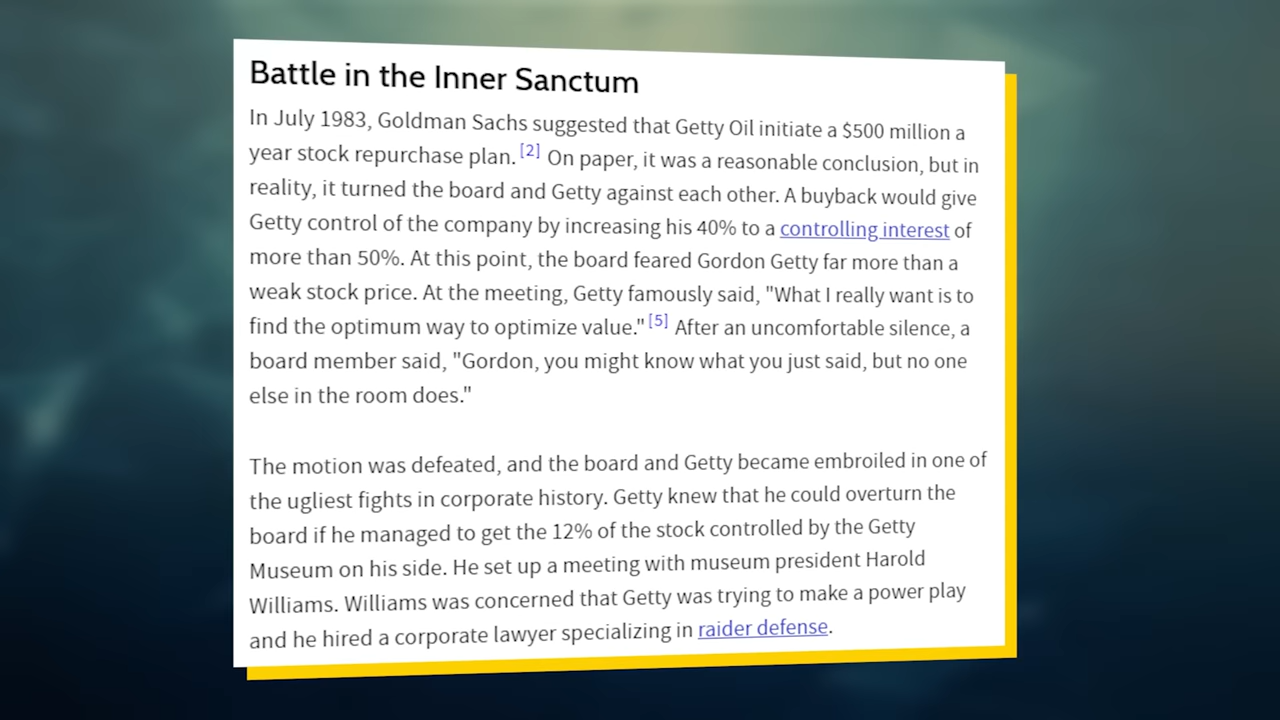 Battle in the Inner Sanctum
In July 1983, Goldman Sachs suggested that Getty Oil initiate a $500 million a
year stock repurchase plan. [2] On paper, it was a reasonable conclusion, but in
reality, it turned the board and Getty against each other. A buyback would give
Getty control of the company by increasing his 40% to a controlling interest of
more than 50%. At this point, the board feared Gordon Getty far more than a
weak stock price. At the meeting, Getty famously said, "What I really want is to
find the optimum way to optimize value." [5] After an uncomfortable silence, a
board member said, "Gordon, you might know what you just said, but no one
else in the room does."
The motion was defeated, and the board and Getty became embroiled in one of
the ugliest fights in corporate history. Getty knew that he could overturn the
board if he managed to get the 12% of the stock controlled by the Getty
Museum on his side. He set up a meeting with museum president Harold
Williams. Williams was concerned that Getty was trying to make a power play
and he hired a corporate lawyer specializing in raider defense.